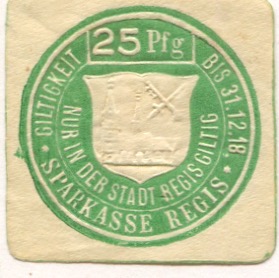 25 Pfg
GILTIGKEIT BIS 31.12.18.
NUR IN DER STADT REGIS GILTIG
· SPARKASSE REGIS ·